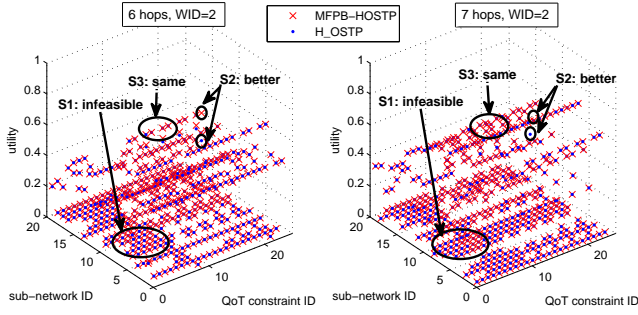 6 hops, WID=2
MFPB-HOSTP
H_OSTP
7 hops, WID=2
S3: same
S2: better
S1: infeasible
utility
1
0.8
0.6
0.4
0.2
0
20
15
10
5
0
0
10
20
sub-network ID
QoT constraint ID
S3: same
S2: better
S1: infeasible
utility
1
0.8
0.6
0.4
0.2
0
20
15
10
5
0
0
10
20
sub-network ID
QoT constraint ID